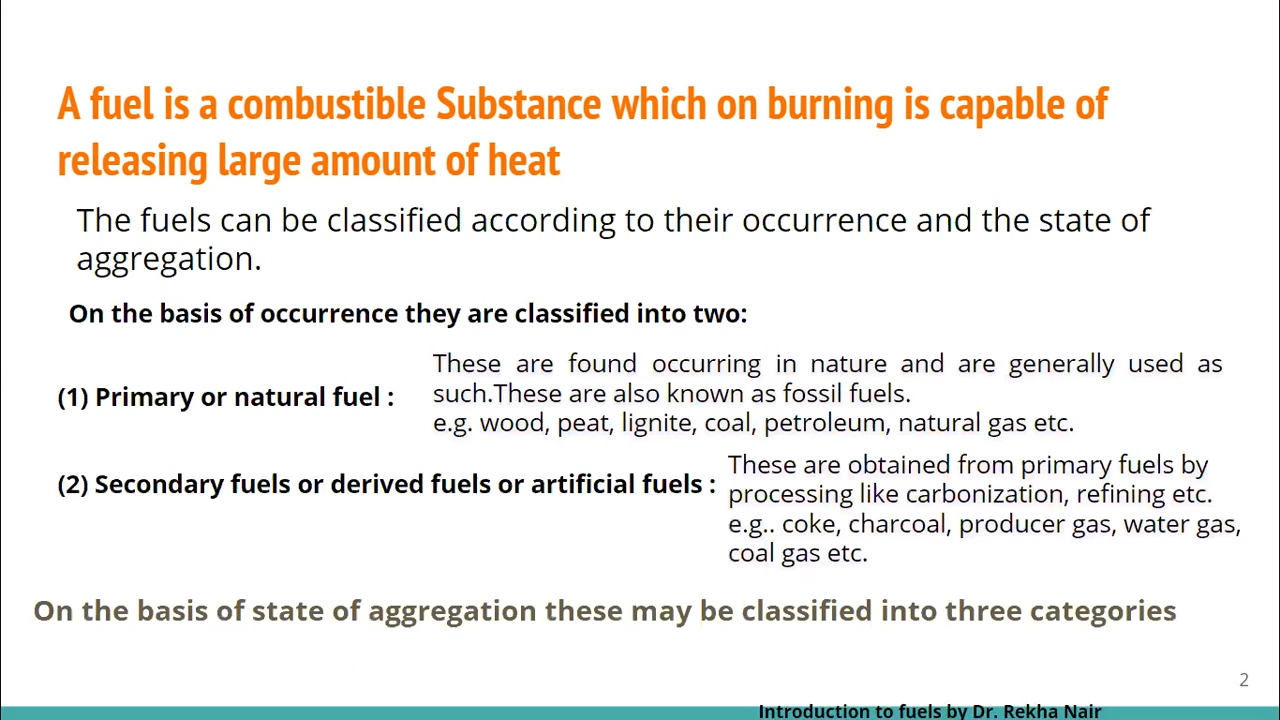 A fuel is a combustible Substance which on burning is capable of
releasing large amount of heat
The fuels can be classified according to their occurrence and the state of
aggregation.
On the basis of occurrence they are classified into two:
(1) Primary or natural fuel :
These are found occurring in nature and are generally used as
such.These are also known as fossil fuels.
e.g. wood, peat, lignite, coal, petroleum, natural gas etc.
(2) Secondary fuels or derived fuels or artificial fuels :
These are obtained from primary fuels by
processing like carbonization, refining etc.
e.g.. coke, charcoal, producer gas, water gas,
coal gas etc.
On the basis of state of aggregation these may be classified into three categories
2
Introduction to fuels by Dr. Rekha Nair